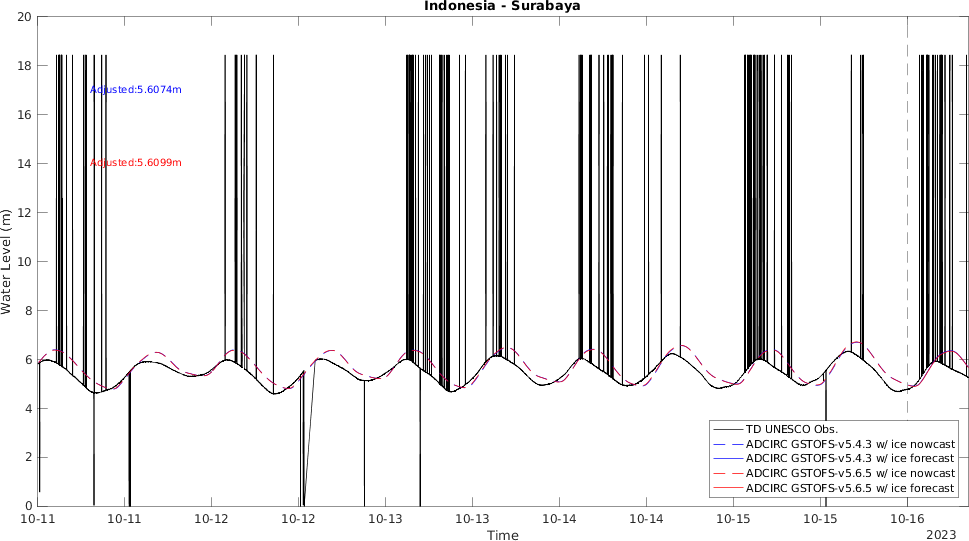 Indonesia - Surabaya
20
18
16
14
12
10
8
6
4
2
0
Water Level (m)
Adjusted:5.6074m
Adjusted:5.6099m
TD UNESCO Obs.
ADCIRC GSTOFS-v5.4.3 w/ ice nowcast
ADCIRC GSTOFS-v5.4.3 w/ ice forecast
ADCIRC GSTOFS-v5.6.5 w/ ice nowcast
ADCIRC GSTOFS-v5.6.5 w/ ice forecast
10-11 10-11 10-12 10-12 10-13 10-13 10-14 10-14 10-15 10-15 10-16
Time
2023